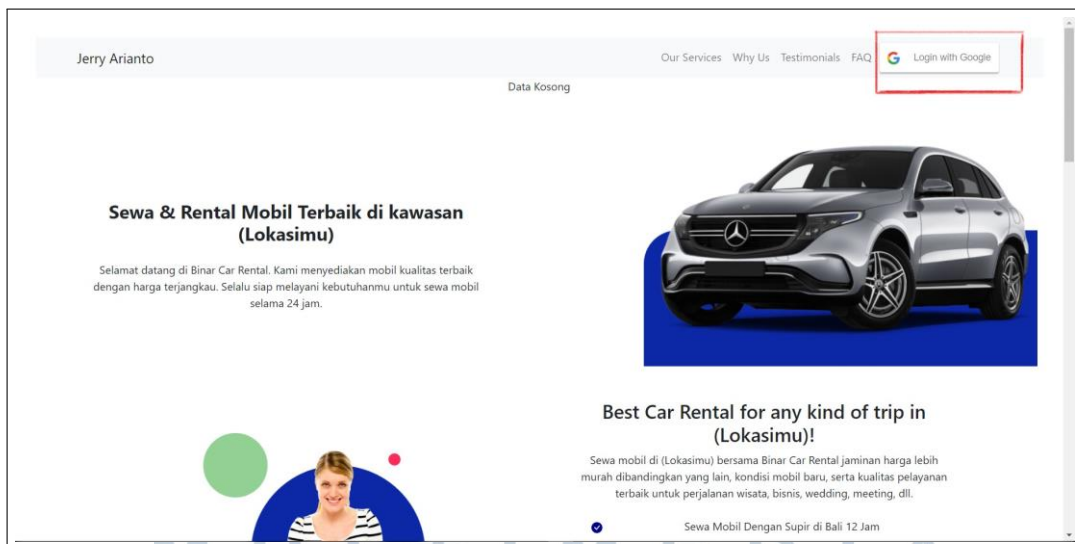 Jerry Arianto
Our Services Why Us Testimonials FAQ Login with Google
Data Kosong
Sewa & Rental Mobil Terbaik di kawasan
(Lokasimu)
Selamat datang di Binar Car Rental. Kami menyediakan mobil kualitas terbaik
dengan harga terjangkau. Selalu siap melayani kebutuhanmu untuk sewa mobil
selama 24 jam.
Best Car Rental for any kind of trip in
(Lokasimu)!
Sewa mobil di (Lokasimu) bersama Binar Car Rental jaminan harga lebih
murah dibandingkan yang lain, kondisi mobil baru, serta kualitas pelayanan
terbaik untuk perjalanan wisata, bisnis, wedding, meeting, dll.
Sewa Mobil Dengan Supir di Bali 12 Jam